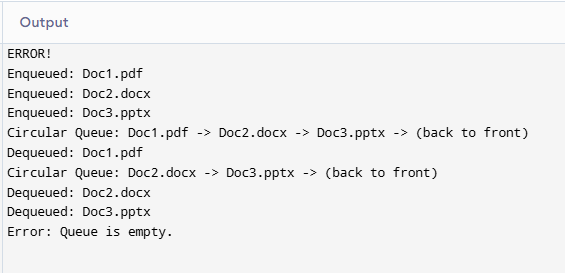 Output
ERROR!
Enqueued: Doc1.pdf
Enqueued: Doc2.docx
Enqueued: Doc3.pptx
Circular Queue: Doc1.pdf -> Doc2.docx -> Doc3.pptx -> (back to front)
Dequeued: Doc1.pdf
Circular Queue: Doc2.docx -> Doc3.pptx -> (back to front)
Dequeued: Doc2.docx
Dequeued: Doc3.pptx
Error: Queue is empty.